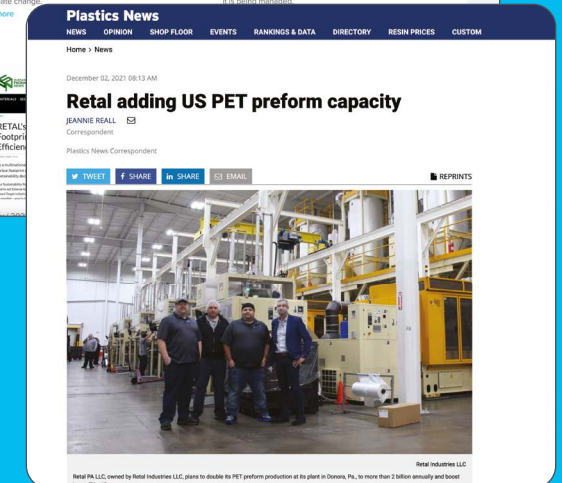 ate change.
more
it is being managed.
RETAL's
Footprint
Efficien
Plastics News
NEWS OPINION SHOP FLOOR EVENTS RANKINGS & DATA DIRECTORY RESIN PRICES CUSTOM
Home > News
December 02, 2021 08:13 AM
Retal adding US PET preform capacity
JEANNIE REALL
Correspondent
Plastics News Correspondent
TWEET SHARE SHARE EMAIL REPRINTS
Retal Industries LLC
Retal PA LLC, owned by Retal Industries LLC, plans to double its PET preform production at its plant in Donora, Pa., to more than 2 billion annually and boost